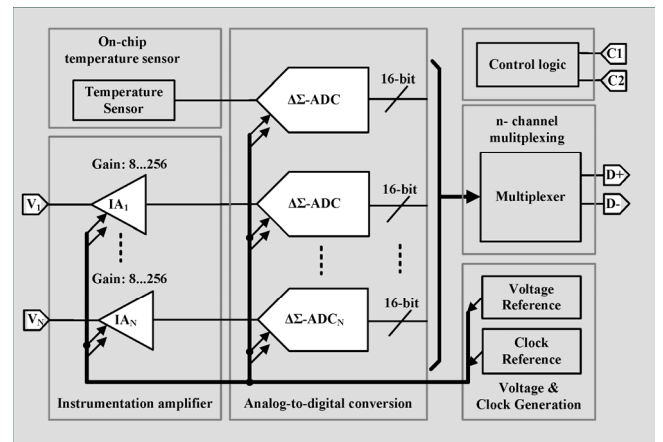 On-chip
temperature sensor
Temperature
Sensor
ΔΣ-ADC
16-bit
Control logic
C1
C2
n- channel
mulitplexing
Multiplexer
D+
D-
Gain: 8...256
V1
IA1
ΔΣ-ADC
16-bit
Gain: 8...256
VN
IAN
ΔΣ-ADCN
16-bit
Voltage
Reference
Clock
Reference
Voltage &
Clock Generation
Instrumentation amplifier
Analog-to-digital conversion